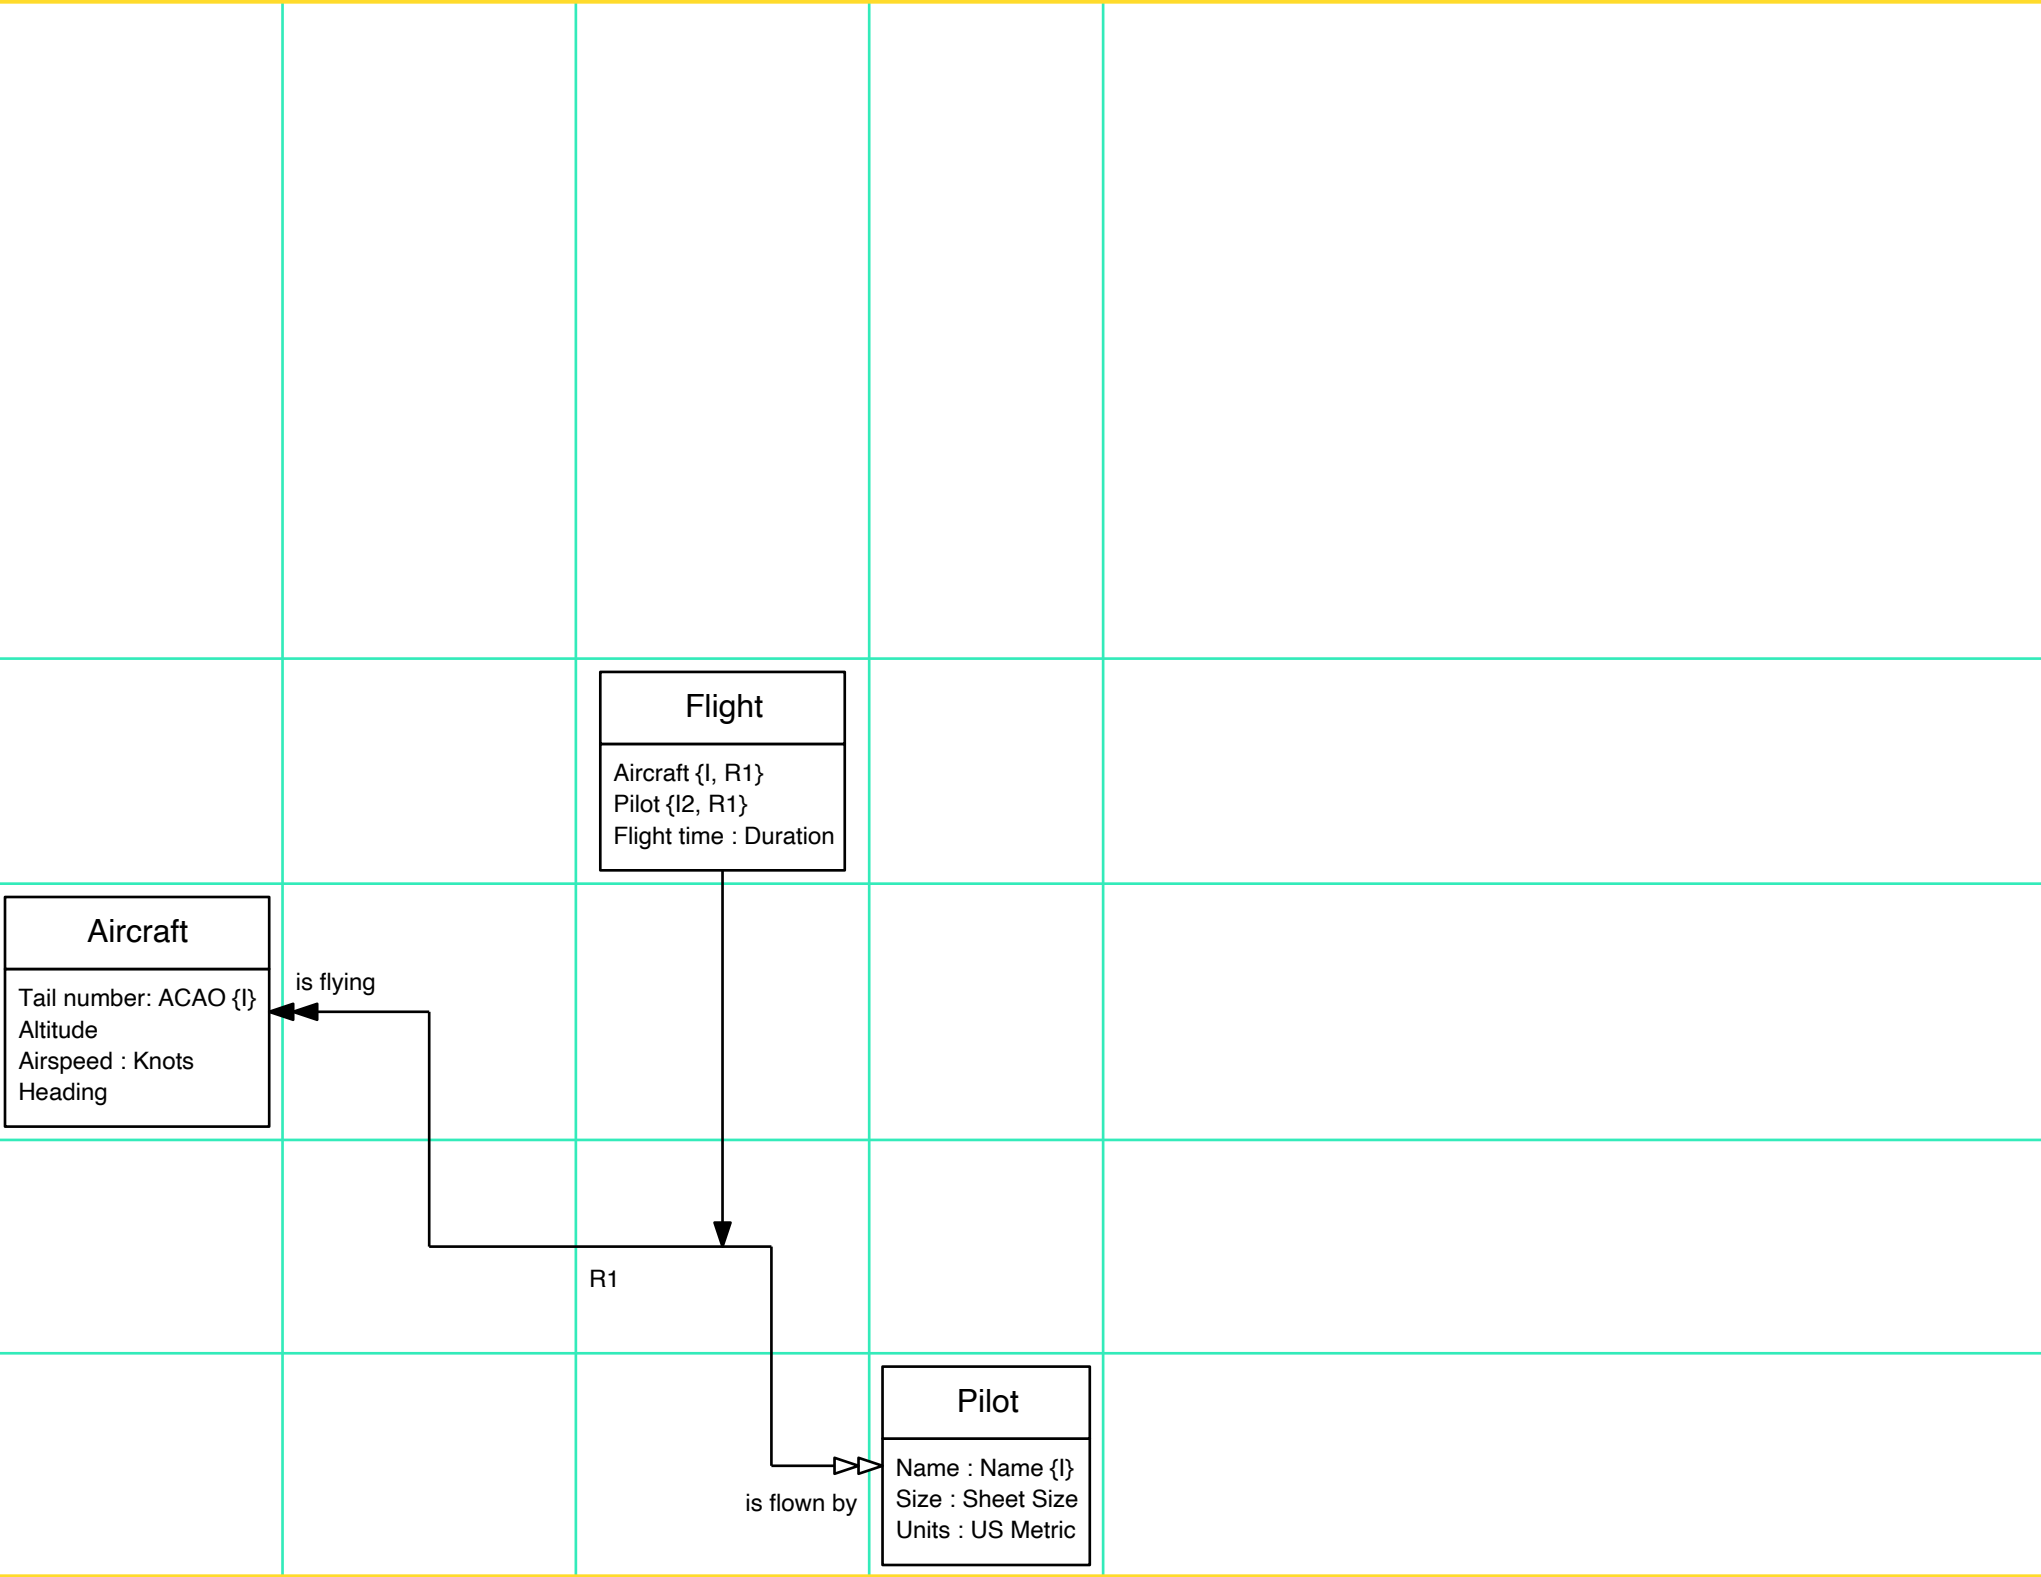 Flight
Aircraft {I, R1}
Pilot {I2, R1}
Flight time : Duration
Aircraft
Tail number: ACAO {I}
Altitude
Airspeed : Knots
Heading
is flying
R1
Pilot
Name : Name {I}
Size : Sheet Size
Units : US Metric
is flown by